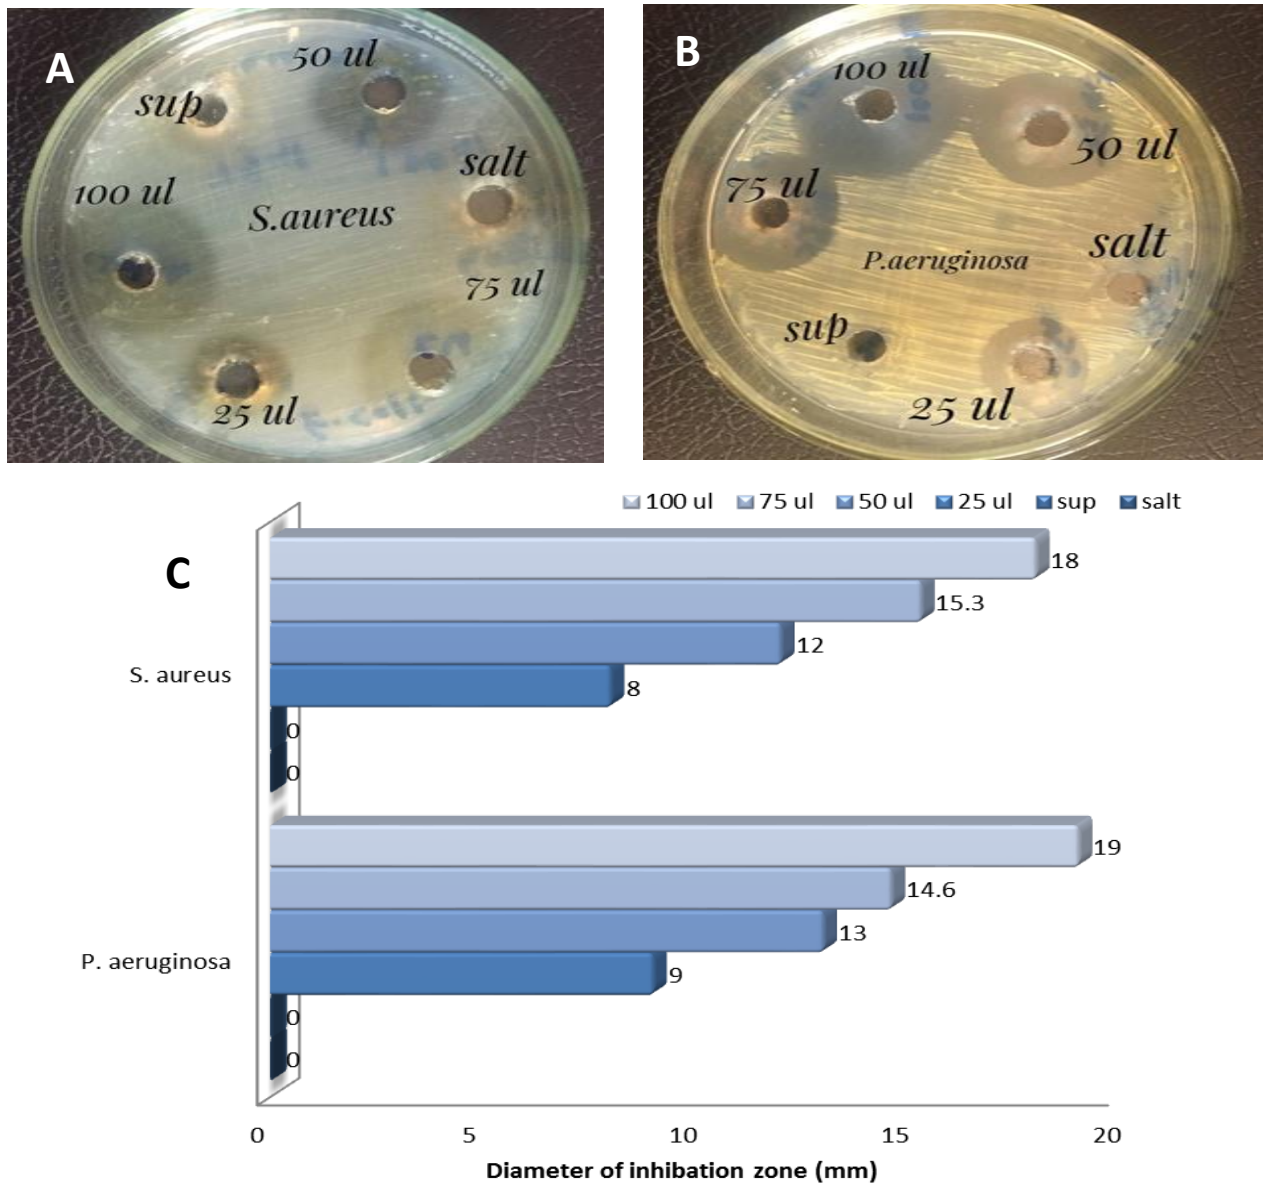 A
50 ul
sup
salt
100 ul
S.aureus
75 ul
25 ul
B
100 ul
50 ul
75 ul
salt
P.aeruginosa
sup
25 ul
100 ul 75 ul 50 ul 25 ul sup salt
C
18
15.3
12
S. aureus
8
0
0
19
14.6
13
P. aeruginosa
9
0
0
0 5 10 15 20
Diameter of inhibation zone (mm)